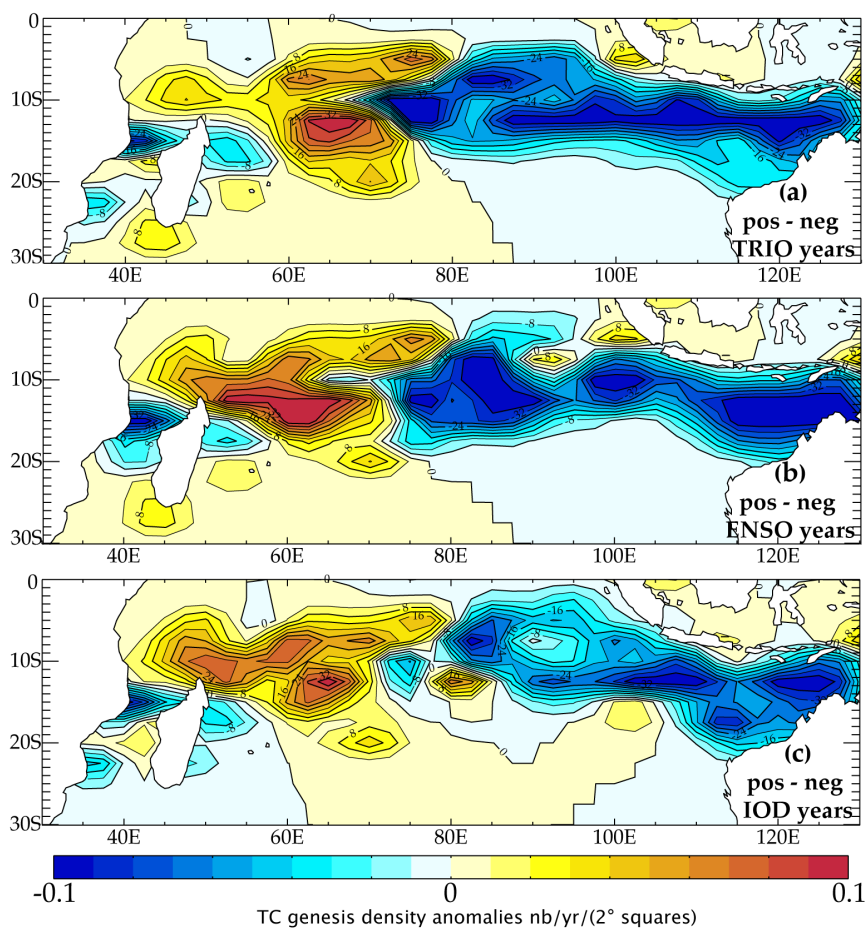 0
10S
20S
30S
40E
60E
80E
100E
120E
(a)
pos - neg
TRIO years
0
10S
20S
30S
40E
60E
80E
100E
120E
(b)
pos - neg
ENSO years
0
10S
20S
30S
40E
60E
80E
100E
120E
(c)
pos - neg
IOD years
-0.1
0
0.1
TC genesis density anomalies nb/yr/(2° squares)